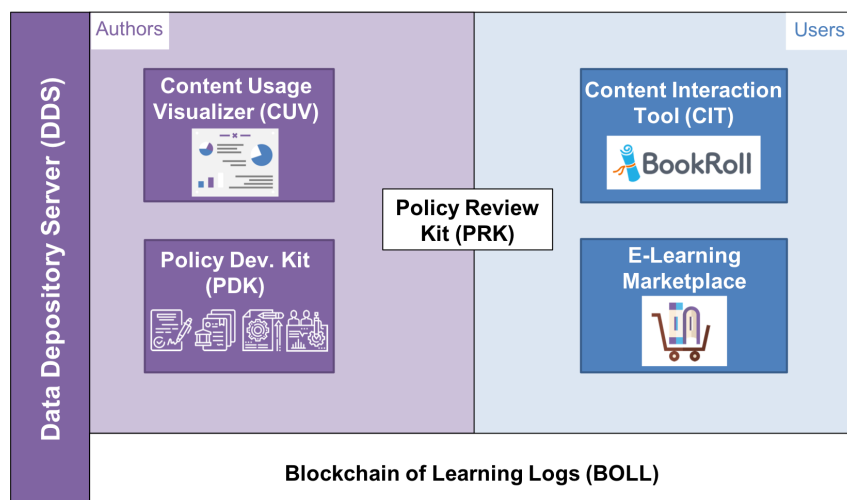 Data Depository Server (DDS)
Authors
Content Usage
Visualizer (CUV)
Policy Dev. Kit
(PDK)
Policy Review
Kit (PRK)
Users
Content Interaction
Tool (CIT)
BookRoll
E-Learning
Marketplace
Blockchain of Learning Logs (BOLL)